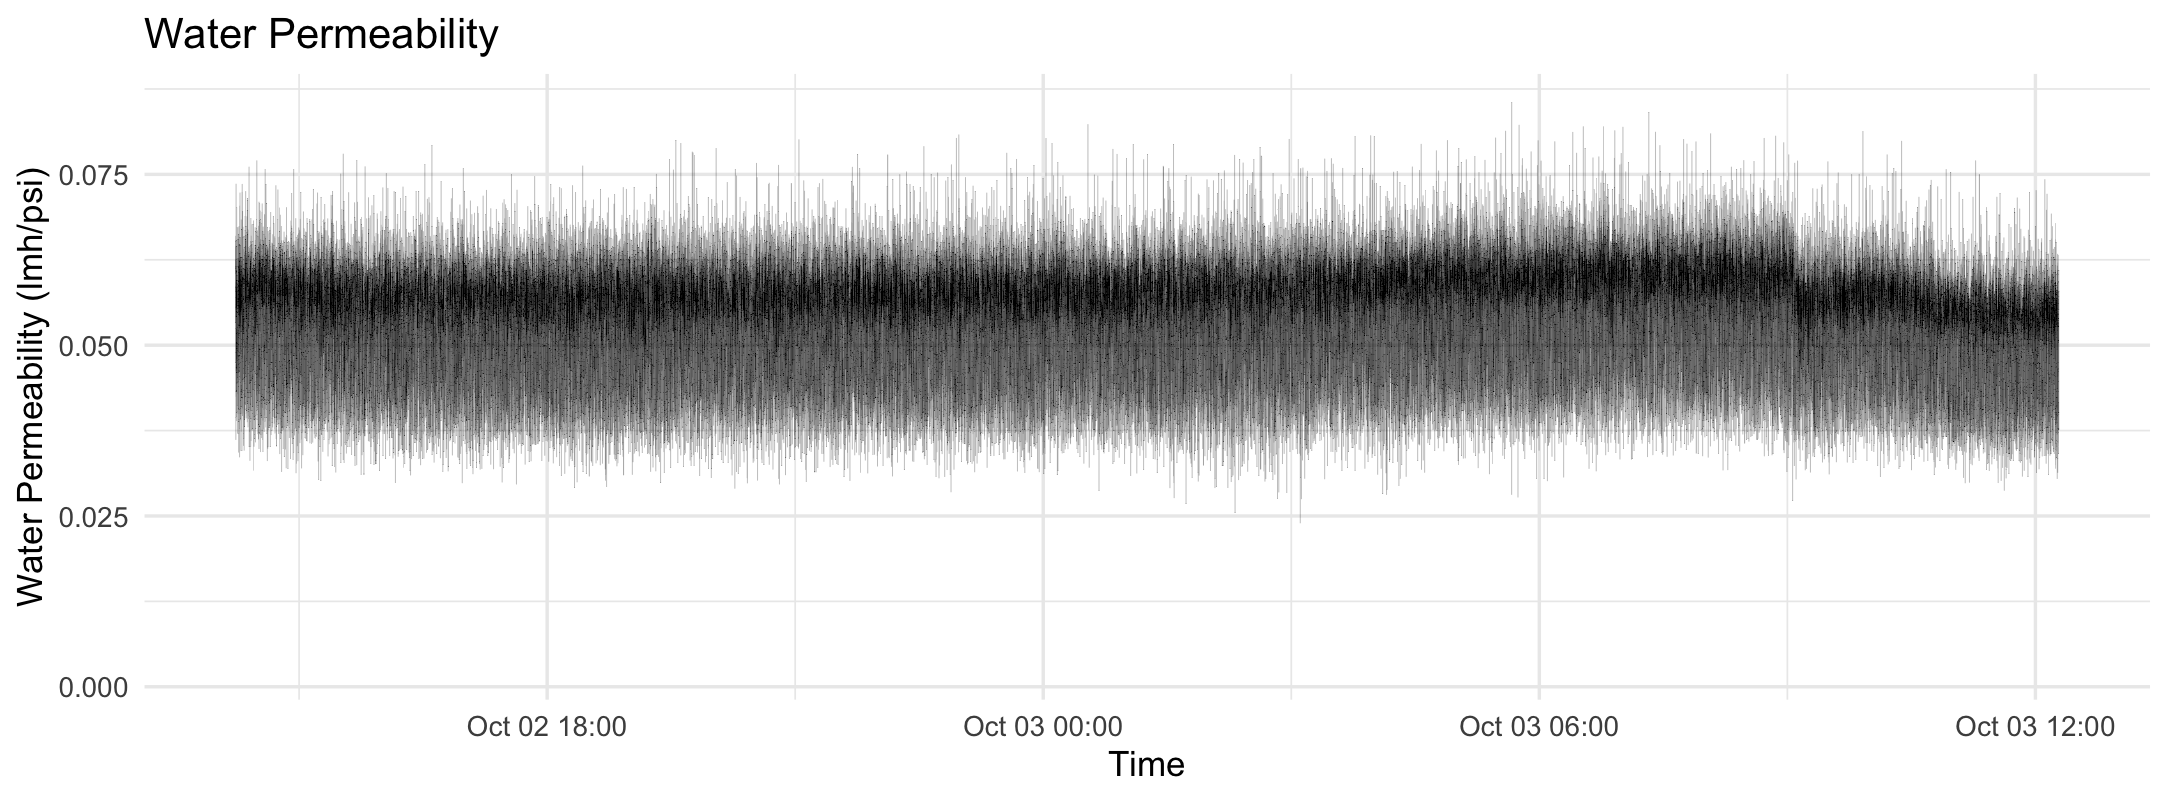 Water Permeability
Water Permeability (lmh/psi)
0.075
0.050
0.025
0.000
Oct 02 18:00
Oct 03 00:00
Oct 03 06:00
Oct 03 12:00
Time